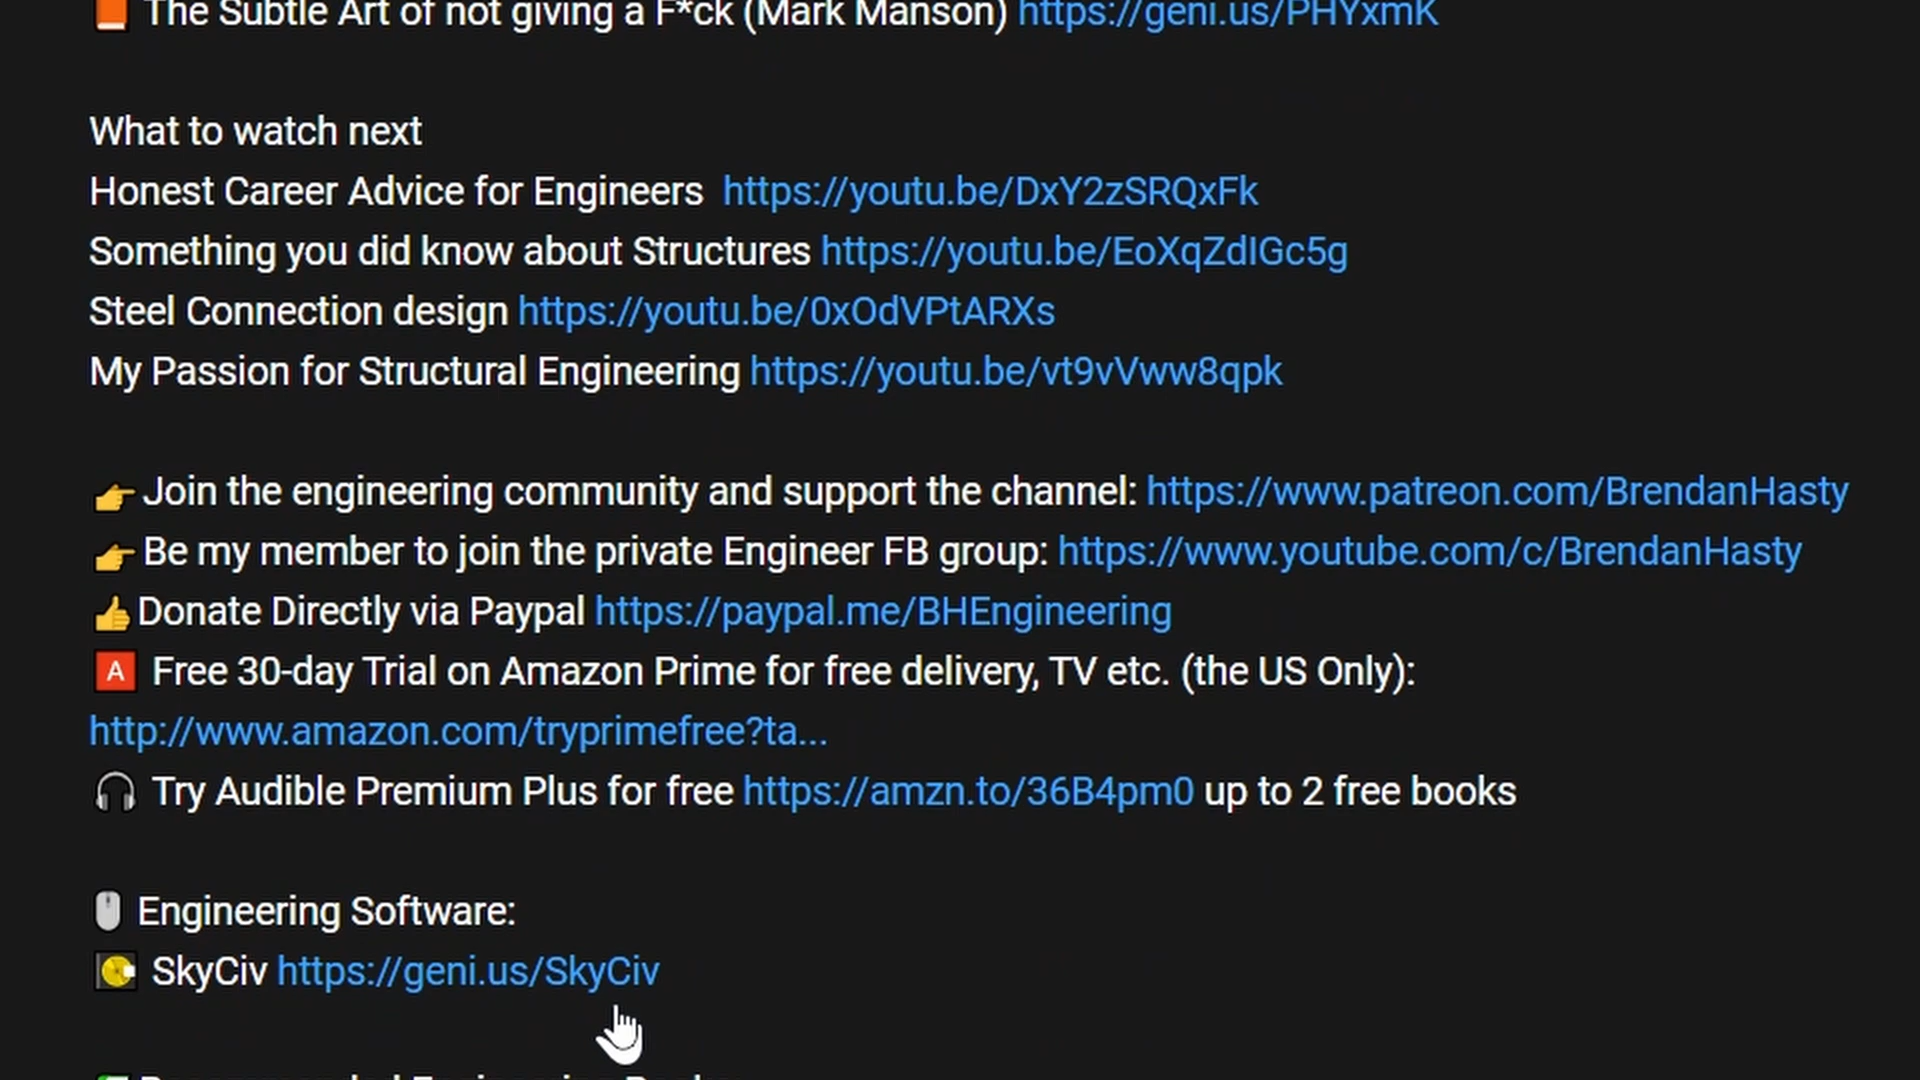 The Subtle Art of not giving a F*ck (Mark Manson) https://geni.us/PHYxmK
What to watch next
Honest Career Advice for Engineers https://youtu.be/DxY2zSRQxFk
Something you did know about Structures https://youtu.be/EoXqZdIGc5g
Steel Connection design https://youtu.be/0xOdVPtARXs
My Passion for Structural Engineering https://youtu.be/vt9vVww8qpk
👉Join the engineering community and support the channel: https://www.patreon.com/BrendanHasty
👉Be my member to join the private Engineer FB group: https://www.youtube.com/c/BrendanHasty
👍Donate Directly via Paypal https://paypal.me/BHEngineering
🅰 Free 30-day Trial on Amazon Prime for free delivery, TV etc. (the US Only):
http://www.amazon.com/tryprimefree?ta...
🎧 Try Audible Premium Plus for free https://amzn.to/36B4pm0 up to 2 free books
🖱 Engineering Software:
SkyCiv https://geni.us/SkyCiv